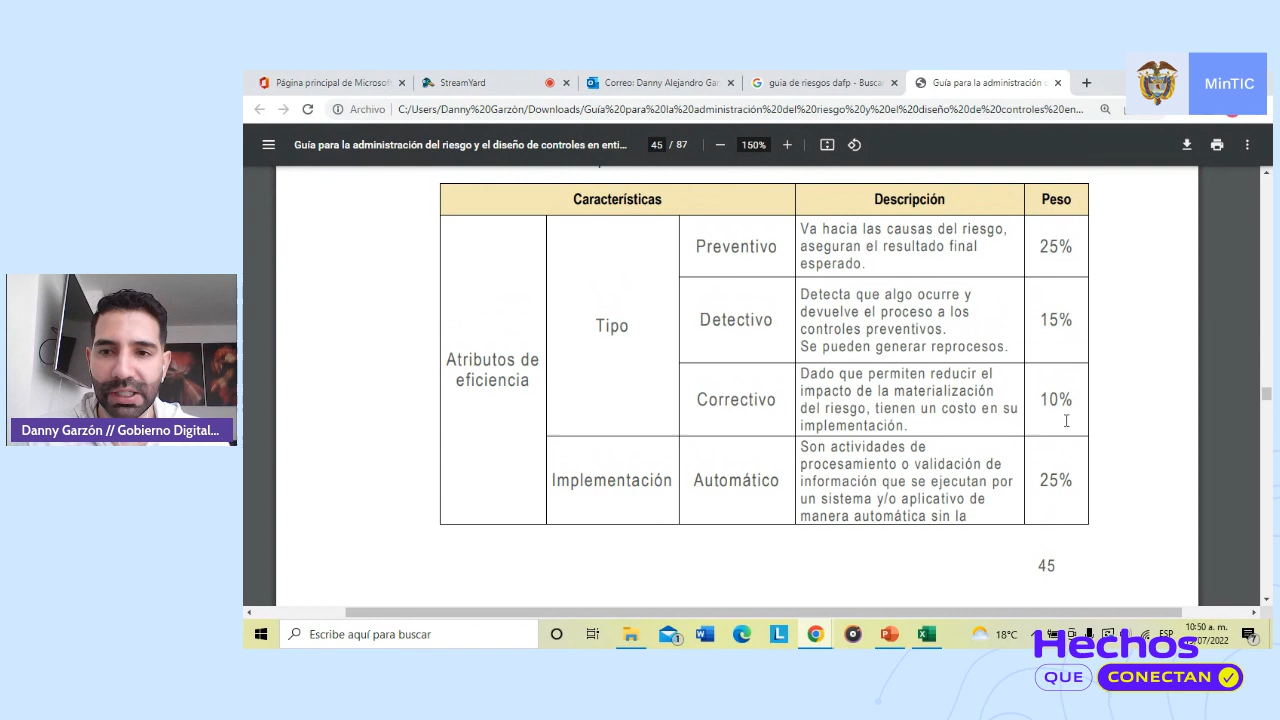 Página principal de Microsof
StreamYard
Correo: Danny Alejandro Gar
guia de riesgos dafp - Busca
Guía para la administración
MinTIC
Archivo
C:/Users/Danny%20Garzón/Downloads/Guía%20para%20la%20administración%20del%20riesgo%20y%20el%20diseño%20de%20controles%20en...
Guía para la administración del riesgo y el diseño de controles en enti...
45 / 87
150%
Características
Descripción
Peso
Atributos de
eficiencia
Tipo
Preventivo
Va hacia las causas del riesgo,
aseguran el resultado final
esperado.
25%
Detectivo
Detecta que algo ocurre y
devuelve el proceso a los
controles preventivos.
Se pueden generar reprocesos.
15%
Correctivo
Dado que permiten reducir el
impacto de la materialización
del riesgo, tienen un costo en su
implementación.
10%
Implementación
Automático
Son actividades de
procesamiento o validación de
información que se ejecutan por
un sistema y/o aplicativo de
manera automática sin la
25%
45
Danny Garzón // Gobierno Digital...
Escribe aquí para buscar
18°C
ESP
10:50 a. m.
/07/2022
Hechos
QUE CONECTAN